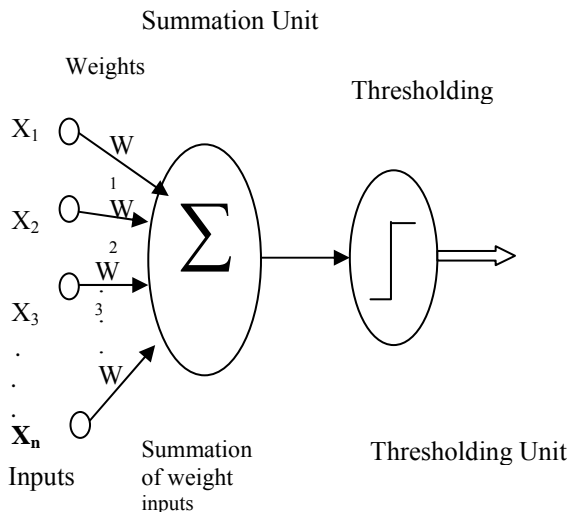 Summation Unit
Weights
Thresholding
X1
W
1
X2
W
2
W
3
X3
.
.
.
.
.
.
W
Xn
Σ
Inputs
Summation
of weight
inputs
Thresholding Unit